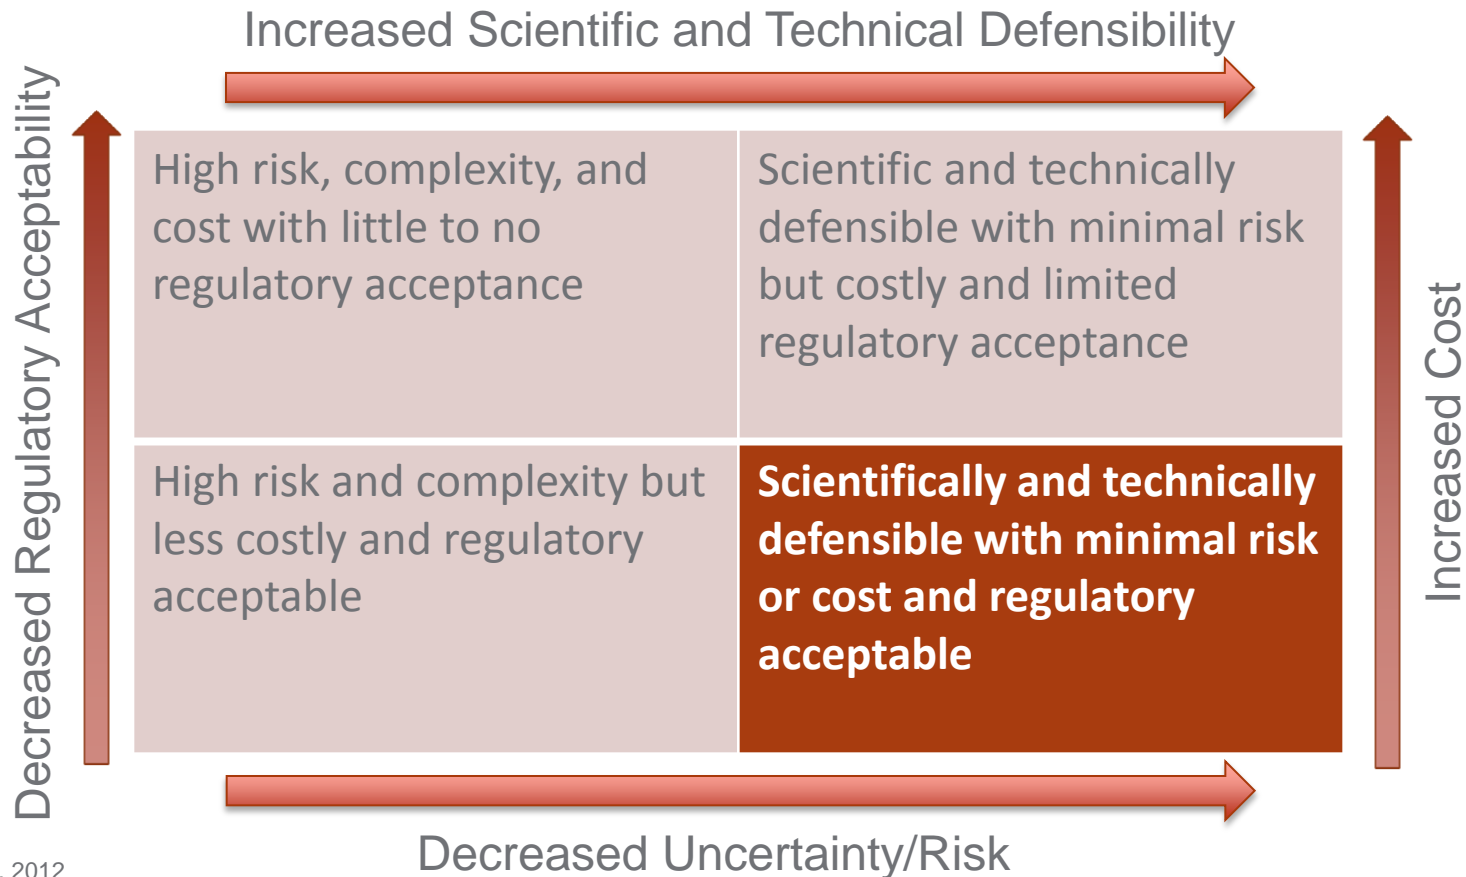 Increased Scientific and Technical Defensibility
Decreased Regulatory Acceptability
High risk, complexity, and
cost with little to no
regulatory acceptance
Scientific and technically
defensible with minimal risk
but costly and limited
regulatory acceptance
High risk and complexity but
less costly and regulatory
acceptable
Scientifically and technically
defensible with minimal risk
or cost and regulatory
acceptable
Increased Cost
Decreased Uncertainty/Risk
2012